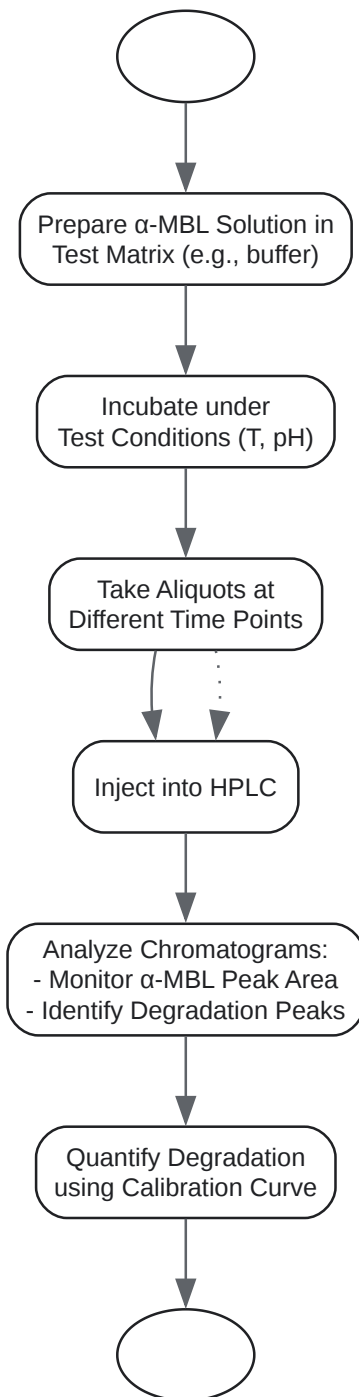 Prepare α-MBL Solution in
Test Matrix (e.g., buffer)
Incubate under
Test Conditions (T, pH)
Take Aliquots at
Different Time Points
Inject into HPLC
Analyze Chromatograms:
- Monitor α-MBL Peak Area
- Identify Degradation Peaks
Quantify Degradation
using Calibration Curve